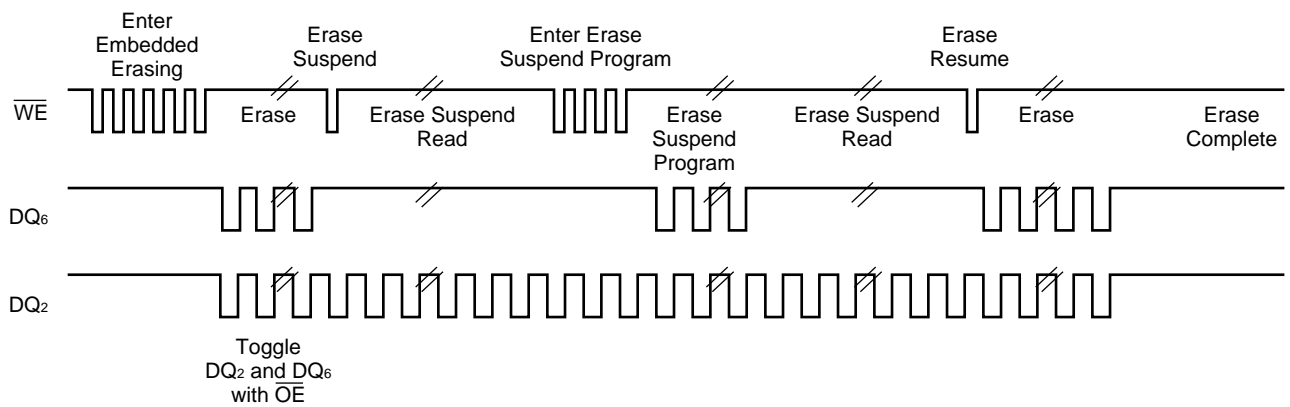 Enter
Embedded
Erasing
Erase
Suspend
Enter Erase
Suspend Program
Erase
Resume
WE
Erase
Erase Suspend
Read
Erase
Suspend
Program
Erase Suspend
Read
Erase
Erase
Complete
DQ6
DQ2
Toggle
DQ2 and DQ6
with OE